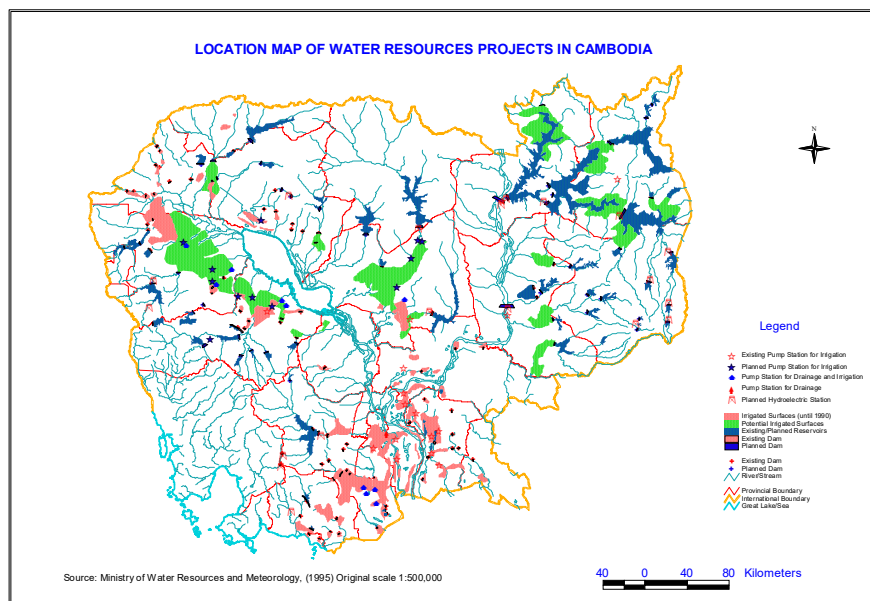 LOCATION MAP OF WATER RESOURCES PROJECTS IN CAMBODIA
N
Legend
Existing Pump Station for Irrigation
Planned Pump Station for Irrigation
Pump Station for Drainage and Irrigation
Pump Station for Drainage
Planned Hydroelectric Station
Irrigated Surfaces (until 1990)
Potential Irrigated Surfaces
Existing/Planned Reservoirs
Existing Dam
Planned Dam
Existing Dam
Planned Dam
River/Stream
Provincial Boundary
International Boundary
Great Lake/Sea
Source: Ministry of Water Resources and Meteorology, (1995) Original scale 1:500,000
40 0 40 80 Kilometers